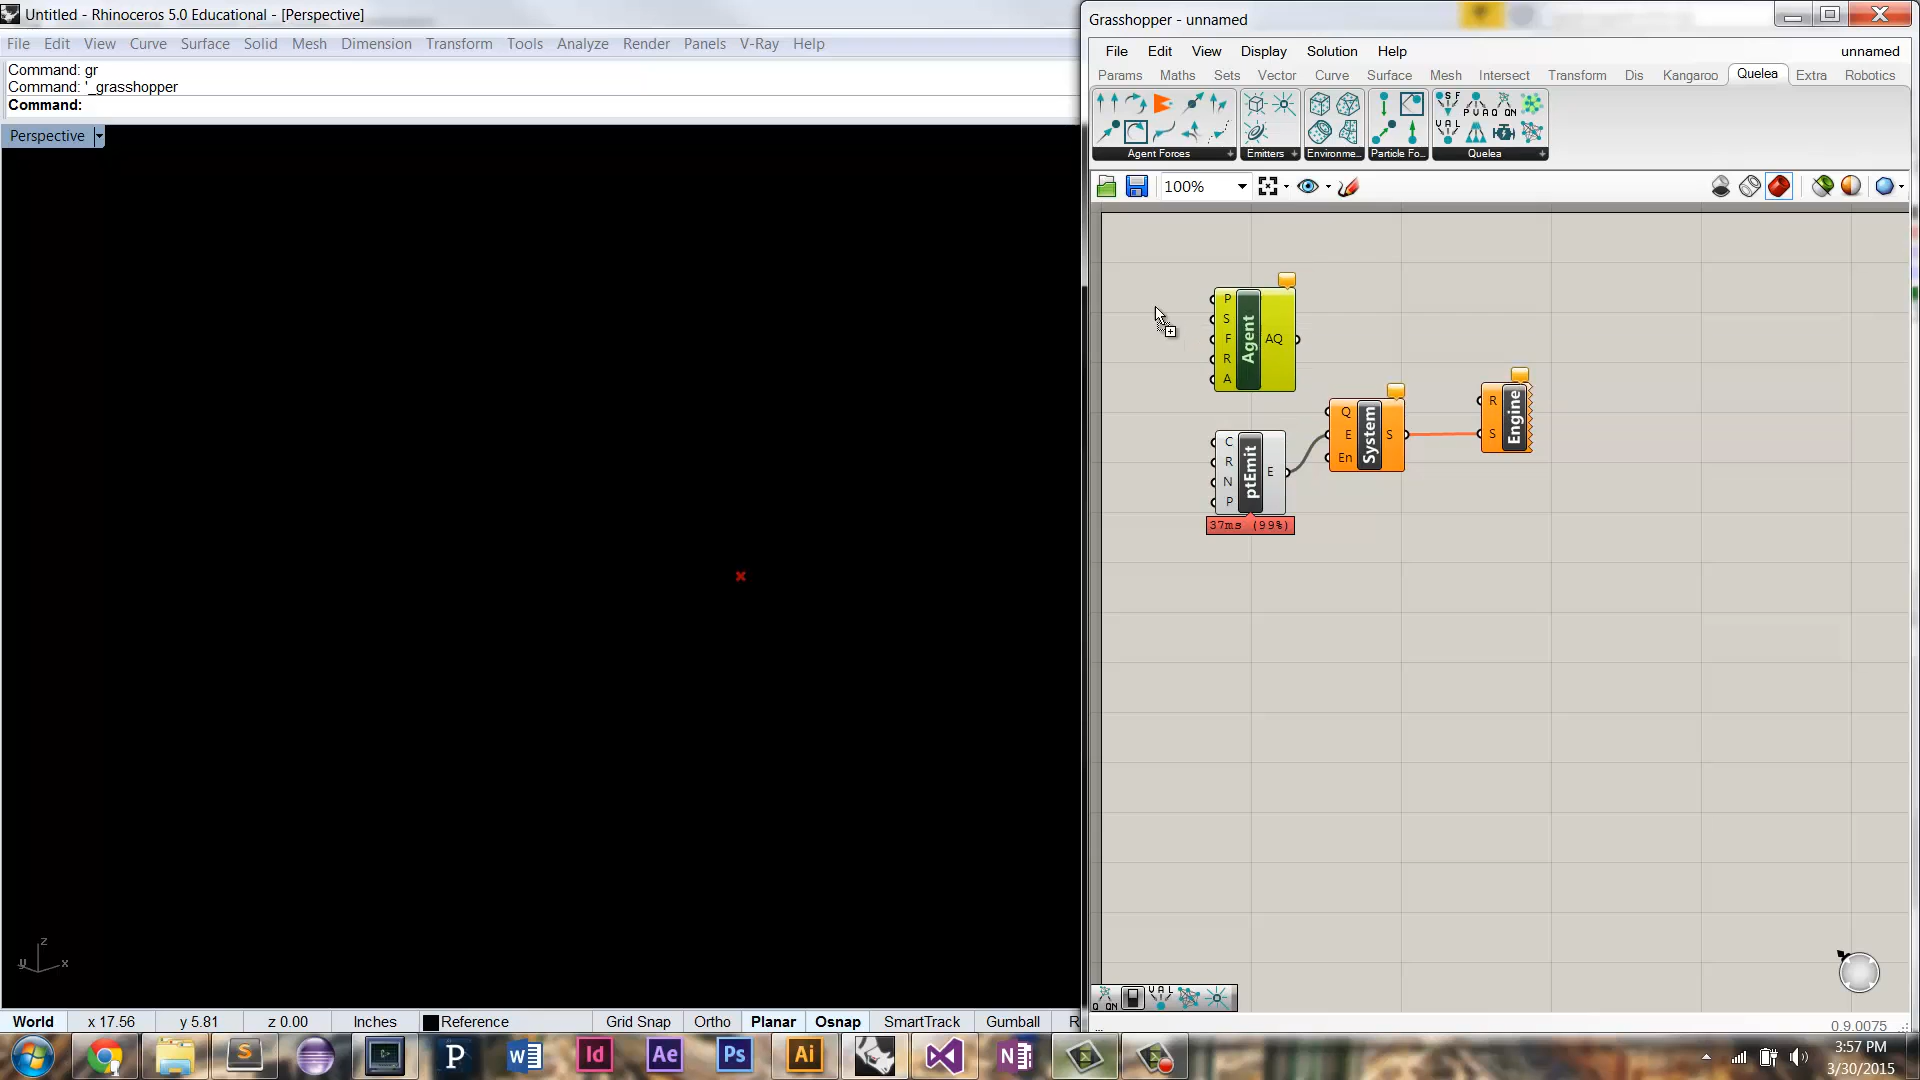 Untitled - Rhinoceros 5.0 Educational - [Perspective]
File Edit View Curve Surface Solid Mesh Dimension Transform Tools Analyze Render Panels V-Ray Help
Command: gr
Command: '_grasshopper
Command:
Perspective
z
y x
World x 17.56 y 5.81 z 0.00 Inches Reference Grid Snap Ortho Planar Osnap SmartTrack Gumball R
Grasshopper - unnamed
File Edit View Display Solution Help unnamed
Params Maths Sets Vector Curve Surface Mesh Intersect Transform Dis Kangaroo Quelea Extra Robotics
Agent Forces Emitters Environme... Particle Fo... Quelea
100%
P
S
F
R
A
Agent
AQ
C
R
N
P
ptEmit
E
37ms (99%)
Q
E
En
System
S
R
S
Engine
0.9.0075
S P W Id Ae Ps Ai N
3:57 PM
3/30/2015